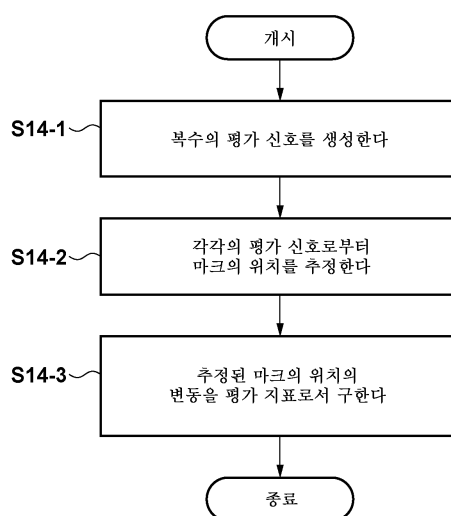 개시
S14-1
복수의 평가 신호를 생성한다
S14-2
각각의 평가 신호로부터
마크의 위치를 추정한다
S14-3
추정된 마크의 위치의
변동을 평가 지표로서 구한다
종료